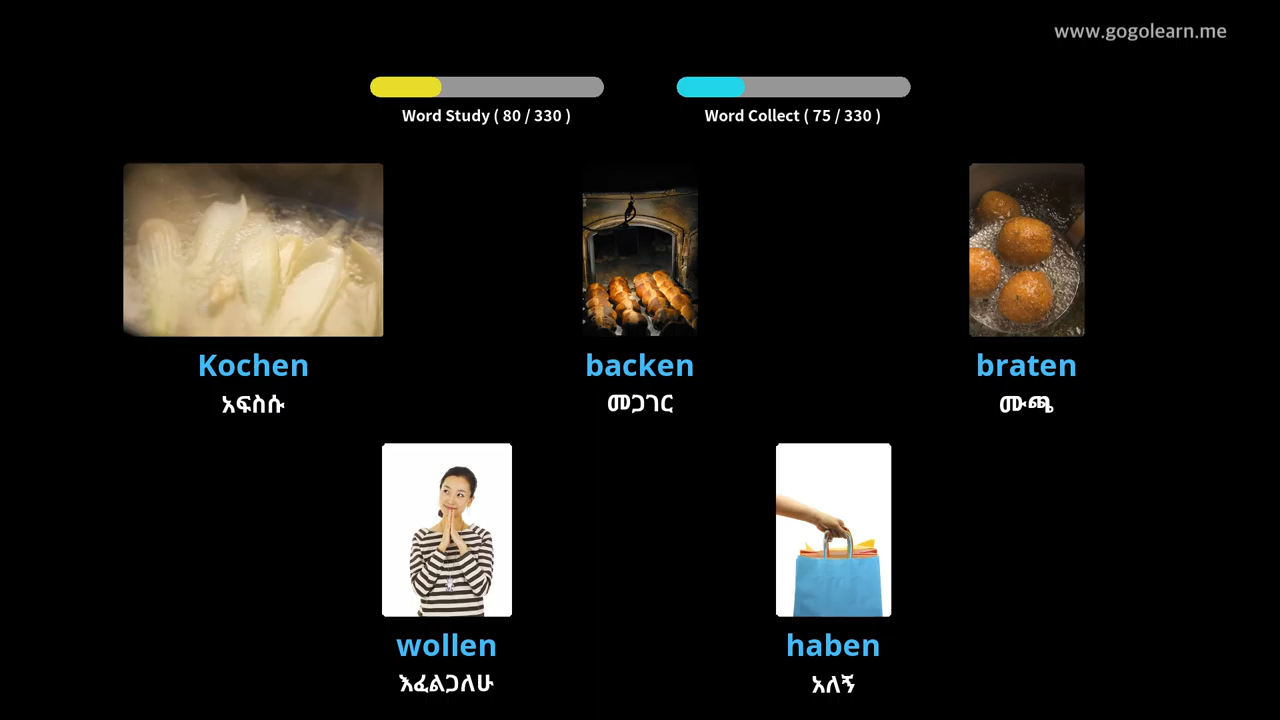 www.gogolearn.me
Word Study ( 80 / 330 )
Word Collect ( 75 / 330 )
Kochen
backen
braten
አፍስሱ
መጋገር
ሙጫ
wollen
haben
እፈልጋለሁ
አለኝ